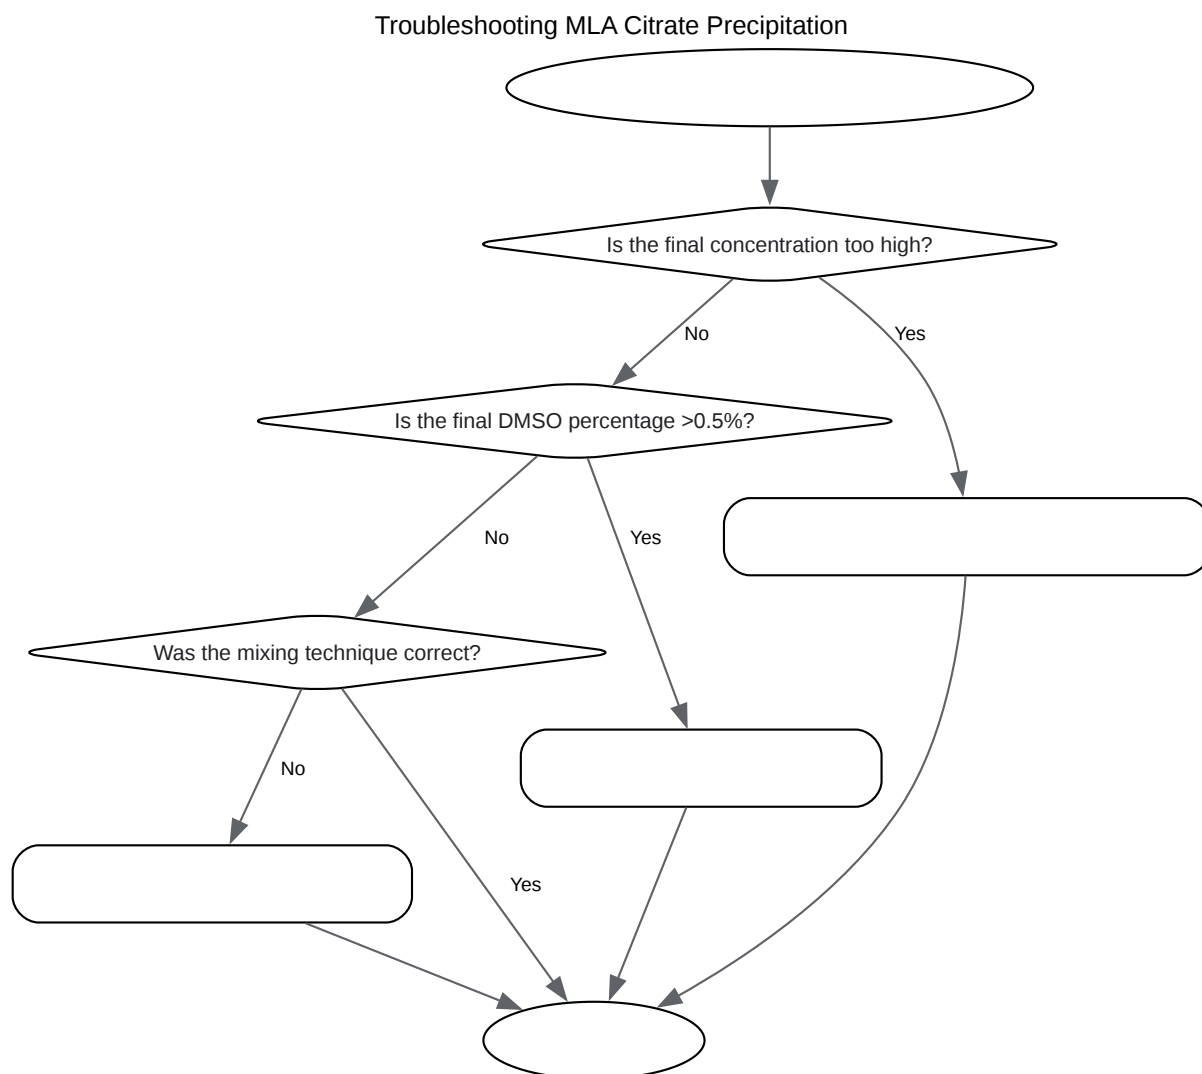 Troubleshooting MLA Citrate Precipitation
Is the final concentration too high?
No
Yes
Is the final DMSO percentage >0.5%?
No
Yes
Was the mixing technique correct?
No
Yes